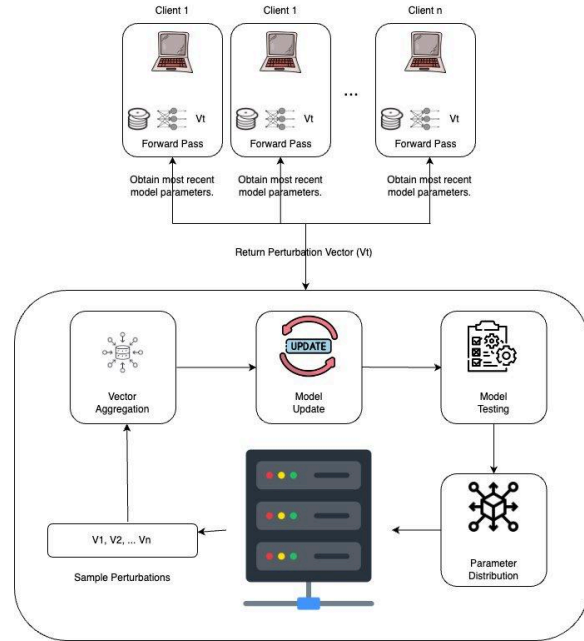 Client 1
Client 1
Client n
...
Vt
Vt
Vt
Forward Pass
Forward Pass
Forward Pass
Obtain most recent
model parameters.
Obtain most recent
model parameters.
Obtain most recent
model parameters.
Return Perturbation Vector (Vt)
UPDATE
Vector
Aggregation
Model
Update
Model
Testing
V1, V2, ... Vn
Sample Perturbations
Parameter
Distribution